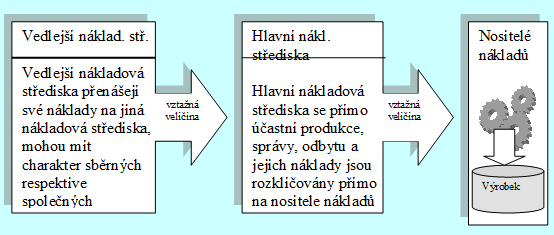 Vedlejší náklad. stř.
Vedlejší nákladová
střediska přenášejí
své náklady na jiná
nákladová střediska,
mohou mit
charakter sběrných
respektive
společných
vztažná
veličina
Hlavní nákl.
střediska
Hlavní nákladová
střediska se přímo
účastní produkce,
správy, odbytu a
jejich náklady jsou
rozklíčovány přímo
na nositele nákladů
vztažná
veličina
Nositelé
nákladů
Výrobek